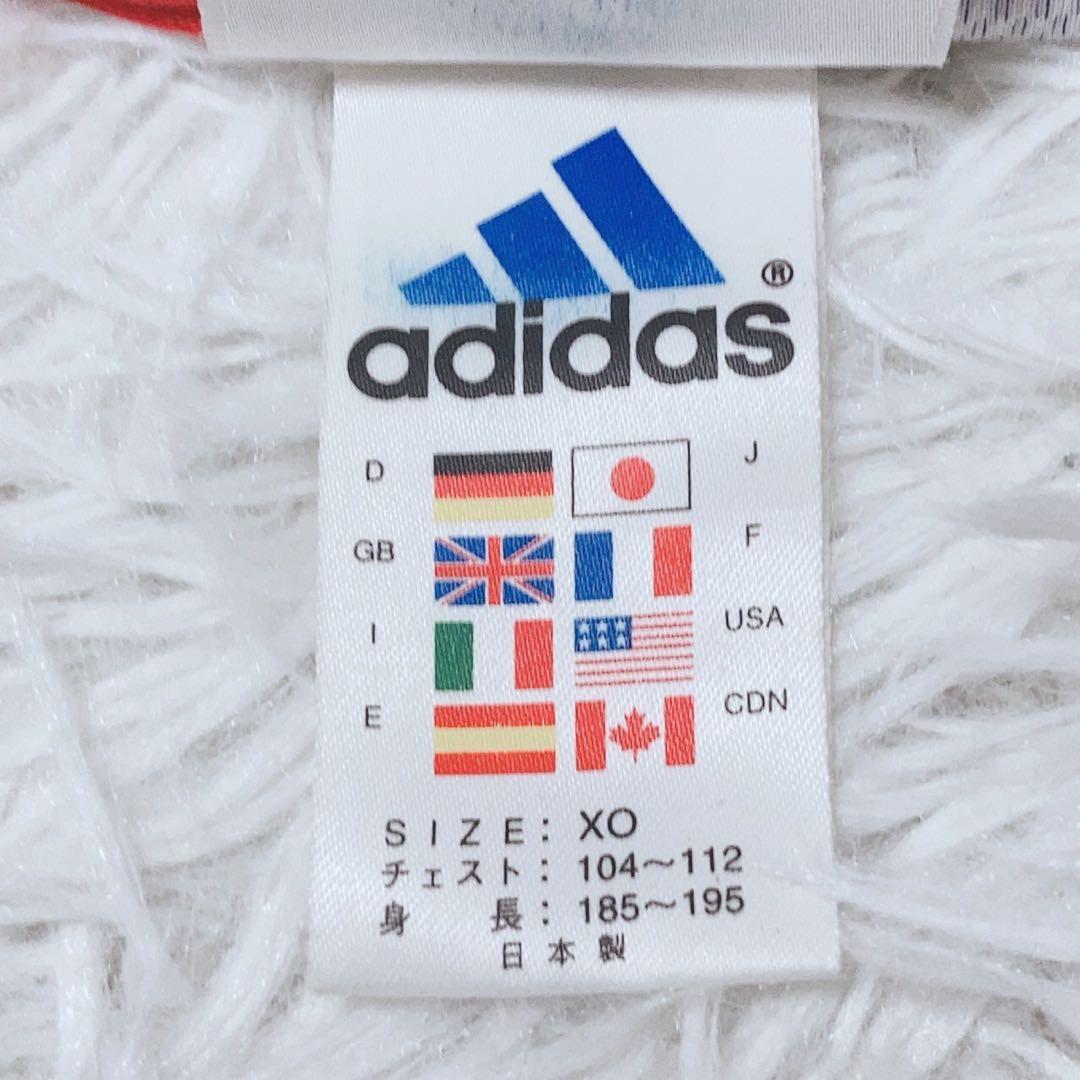 ®
adidas
D J
GB F
I USA
E CDN
SIZE: XO
チェスト: 104〜112
身長: 185〜195
日本製